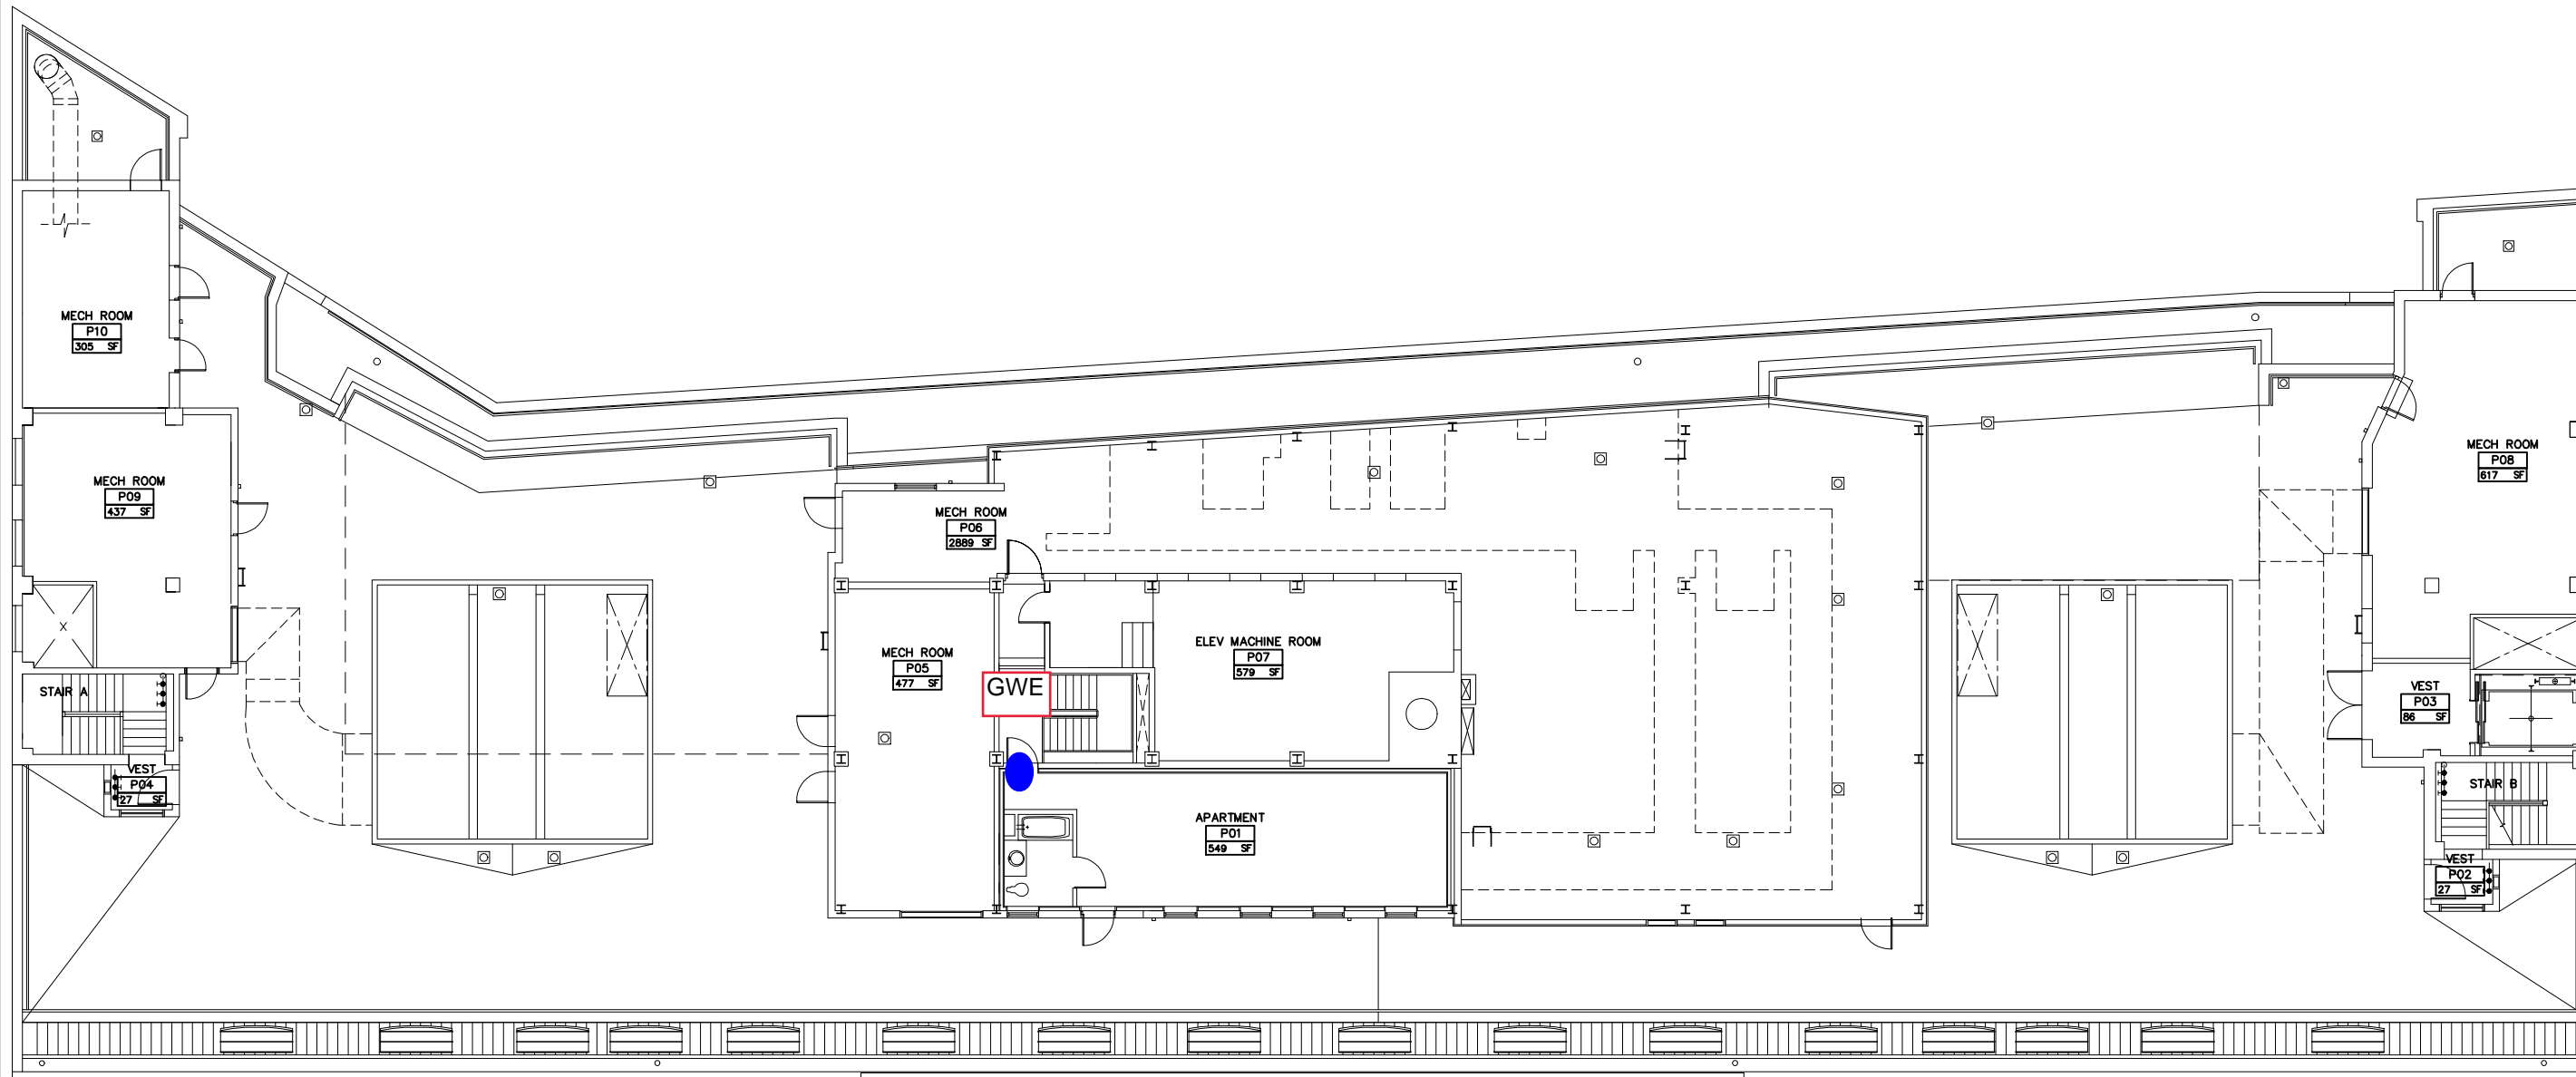 MECH ROOM
P10
305 SF
MECH ROOM
P09
437 SF
STAIR A
VEST
P04
27 SF
MECH ROOM
P06
2889 SF
MECH ROOM
P05
477 SF
GWE
ELEV MACHINE ROOM
P07
579 SF
APARTMENT
P01
549 SF
MECH ROOM
P08
617 SF
VEST
P03
86 SF
STAIR B
VEST
P02
27 SF